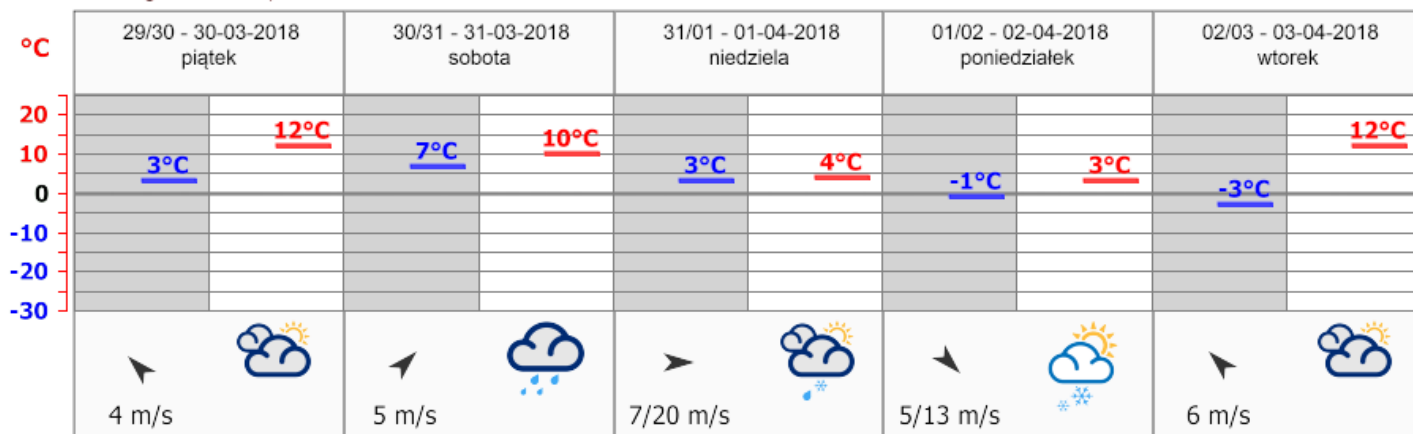 °C
29/30 - 30-03-2018
piątek
30/31 - 31-03-2018
sobota
31/01 - 01-04-2018
niedziela
01/02 - 02-04-2018
poniedziałek
02/03 - 03-04-2018
wtorek
20
10
0
-10
-20
-30
3°C
12°C
7°C
10°C
3°C
4°C
-1°C
3°C
-3°C
12°C
4 m/s
5 m/s
7/20 m/s
5/13 m/s
6 m/s